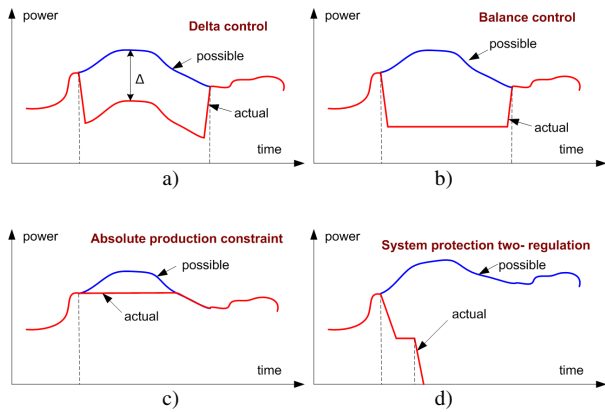 power
Delta control
possible
Δ
actual
time
a)
power
Balance control
possible
actual
time
b)
power
Absolute production constraint
possible
actual
time
c)
power
System protection two- regulation
possible
actual
time
d)